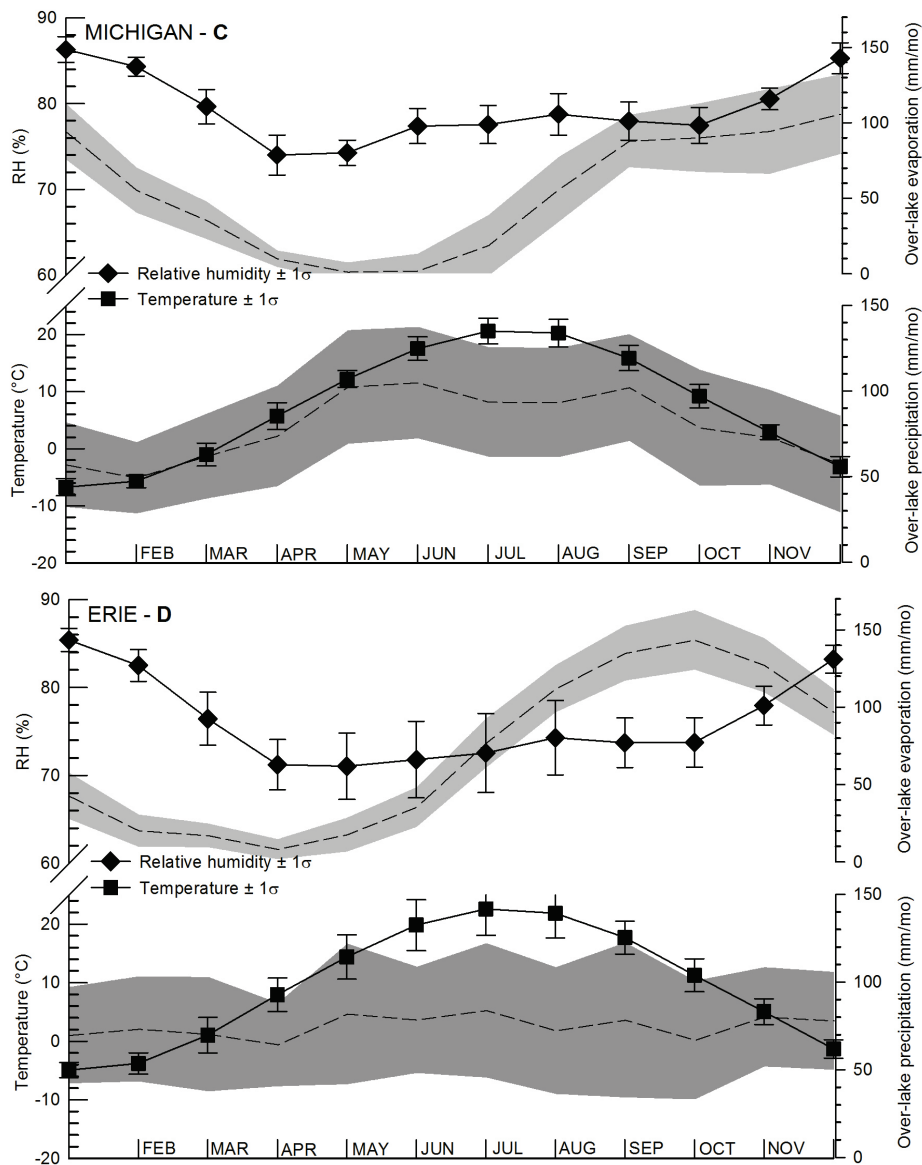 MICHIGAN - C
90
80
70
60
RH (%)
150
100
50
0
Over-lake evaporation (mm/mo)
Relative humidity ± 1σ
Temperature ± 1σ
20
10
0
-10
-20
Temperature (°C)
150
100
50
0
Over-lake precipitation (mm/mo)
FEB MAR APR MAY JUN JUL AUG SEP OCT NOV
ERIE - D
90
80
70
60
RH (%)
150
100
50
0
Over-lake evaporation (mm/mo)
Relative humidity ± 1σ
Temperature ± 1σ
20
10
0
-10
-20
Temperature (°C)
150
100
50
0
Over-lake precipitation (mm/mo)
FEB MAR APR MAY JUN JUL AUG SEP OCT NOV